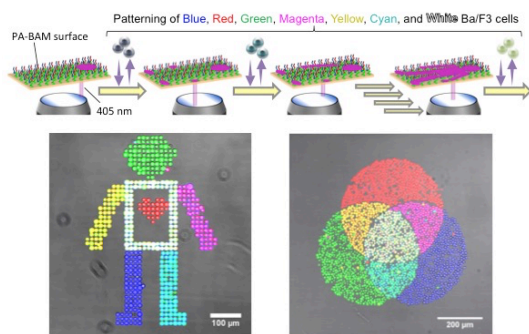 Patterning of Blue, Red, Green, Magenta, Yellow, Cyan, and White Ba/F3 cells
PA-BAM surface
405 nm
100 μm
200 μm